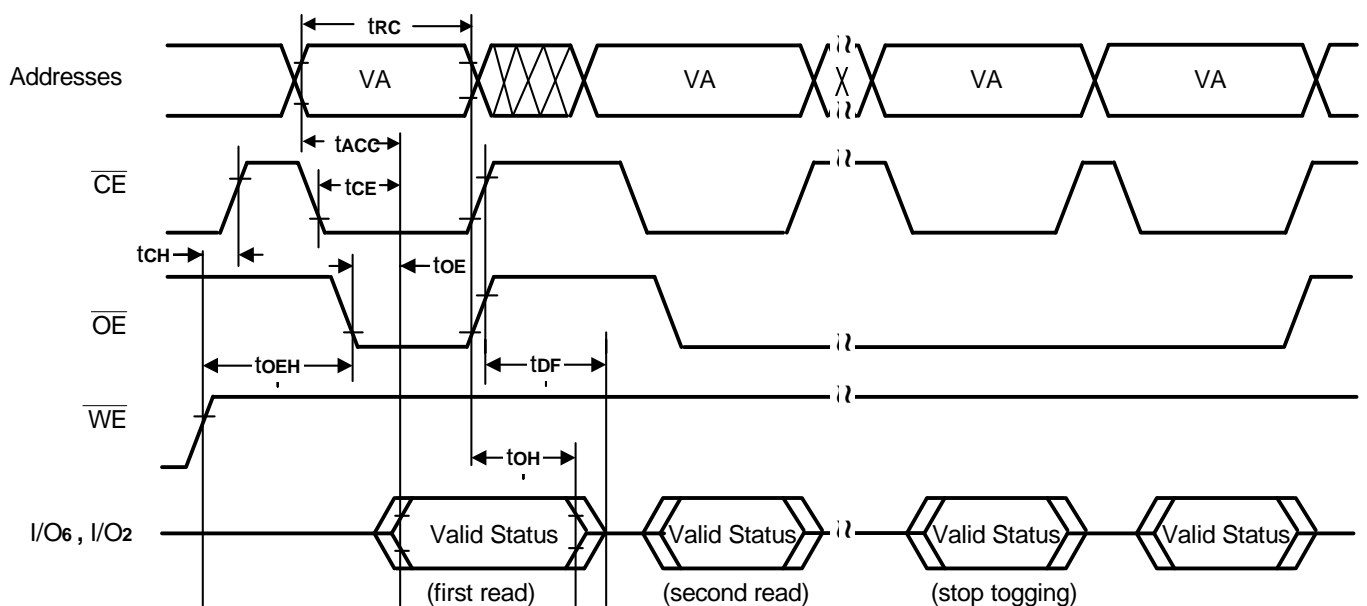 tRC
Addresses VA VA X VA VA
tACC
CE tCE
tCH tOE
OE
tOEH tDF
WE
tOH
I/O6 , I/O2 Valid Status Valid Status Valid Status Valid Status
(first read) (second read) (stop togging)